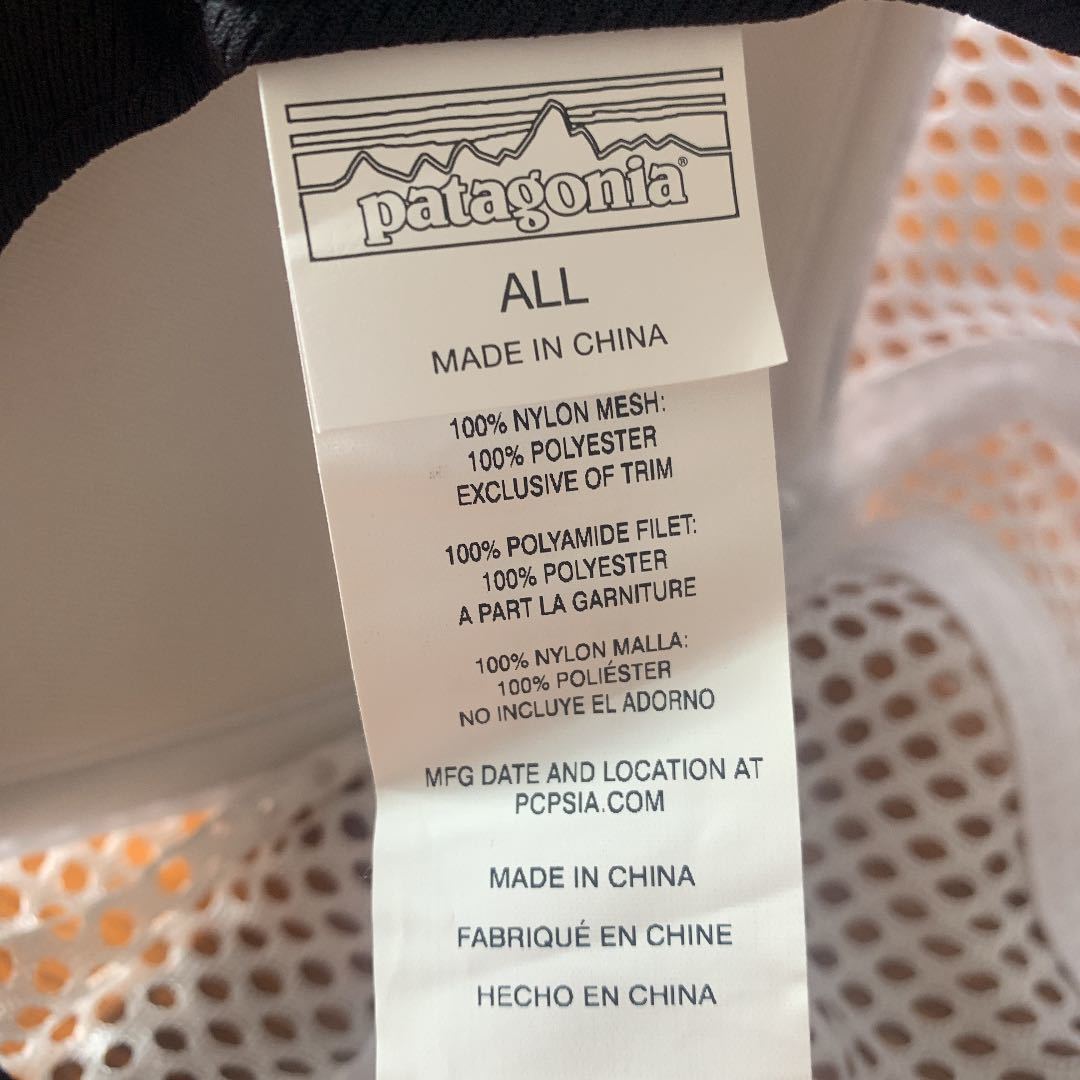 patagonia®
ALL
MADE IN CHINA
100% NYLON MESH:
100% POLYESTER
EXCLUSIVE OF TRIM
100% POLYAMIDE FILET:
100% POLYESTER
A PART LA GARNITURE
100% NYLON MALLA:
100% POLIÉSTER
NO INCLUYE EL ADORNO
MFG DATE AND LOCATION AT
PCPSIA.COM
MADE IN CHINA
FABRIQUÉ EN CHINE
HECHO EN CHINA